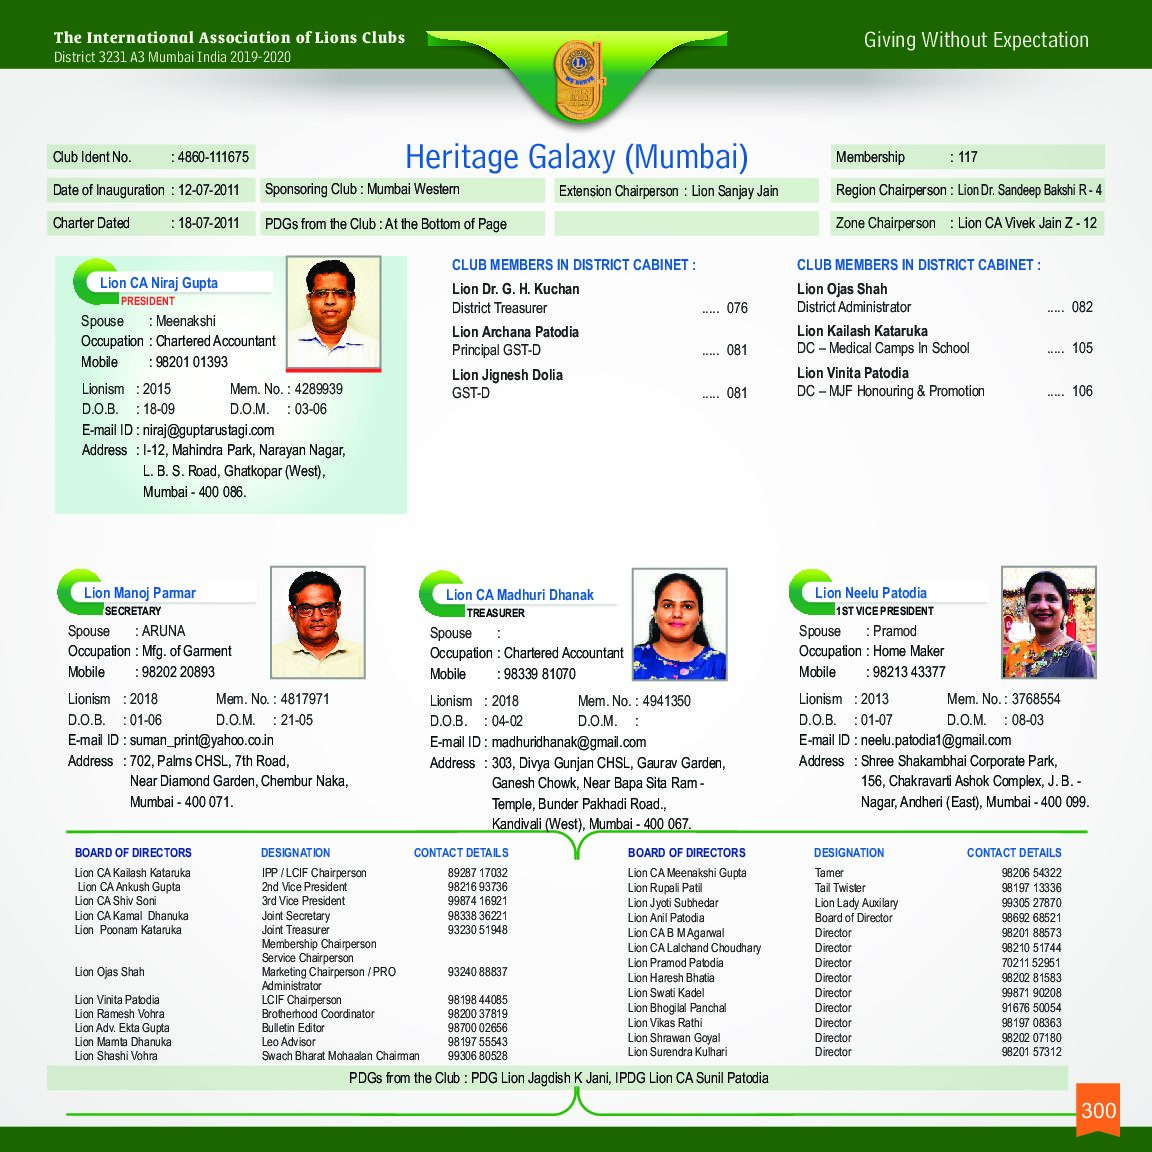 The International Association of Lions Clubs
District 3231 A3 Mumbai India 2019-2020
Giving Without Expectation
WE SERVE
Heritage Galaxy (Mumbai)
Club Ident No. : 4860-111675
Membership : 117
Date of Inauguration : 12-07-2011
Sponsoring Club : Mumbai Western
Extension Chairperson : Lion Sanjay Jain
Region Chairperson : Lion Dr. Sandeep Bakshi R - 4
Charter Dated : 18-07-2011
PDGs from the Club : At the Bottom of Page
Zone Chairperson : Lion CA Vivek Jain Z - 12
Lion CA Niraj Gupta
PRESIDENT
Spouse : Meenakshi
Occupation : Chartered Accountant
Mobile : 98201 01393
Lionism : 2015 Mem. No. : 4289939
D.O.B. : 18-09 D.O.M. : 03-06
E-mail ID : niraj@guptarustagi.com
Address : I-12, Mahindra Park, Narayan Nagar,
L. B. S. Road, Ghatkopar (West),
Mumbai - 400 086.
CLUB MEMBERS IN DISTRICT CABINET :
Lion Dr. G. H. Kuchan
District Treasurer ..... 076
Lion Archana Patodia
Principal GST-D ..... 081
Lion Jignesh Dolia
GST-D ..... 081
CLUB MEMBERS IN DISTRICT CABINET :
Lion Ojas Shah
District Administrator ..... 082
Lion Kailash Kataruka
DC – Medical Camps In School ..... 105
Lion Vinita Patodia
DC – MJF Honouring & Promotion ..... 106
Lion Manoj Parmar
SECRETARY
Spouse : ARUNA
Occupation : Mfg. of Garment
Mobile : 98202 20893
Lionism : 2018 Mem. No. : 4817971
D.O.B. : 01-06 D.O.M. : 21-05
E-mail ID : suman_print@yahoo.co.in
Address : 702, Palms CHSL, 7th Road,
Near Diamond Garden, Chembur Naka,
Mumbai - 400 071.
Lion CA Madhuri Dhanak
TREASURER
Spouse :
Occupation : Chartered Accountant
Mobile : 98339 81070
Lionism : 2018 Mem. No. : 4941350
D.O.B. : 04-02 D.O.M. :
E-mail ID : madhuridhanak@gmail.com
Address : 303, Divya Gunjan CHSL, Gaurav Garden,
Ganesh Chowk, Near Bapa Sita Ram -
Temple, Bunder Pakhadi Road.,
Kandivali (West), Mumbai - 400 067.
Lion Neelu Patodia
1ST VICE PRESIDENT
Spouse : Pramod
Occupation : Home Maker
Mobile : 98213 43377
Lionism : 2013 Mem. No. : 3768554
D.O.B. : 01-07 D.O.M. : 08-03
E-mail ID : neelu.patodia1@gmail.com
Address : Shree Shakambhai Corporate Park,
156, Chakravarti Ashok Complex, J. B. -
Nagar, Andheri (East), Mumbai - 400 099.
BOARD OF DIRECTORS DESIGNATION CONTACT DETAILS
Lion CA Kailash Kataruka IPP / LCIF Chairperson 89287 17032
Lion CA Ankush Gupta 2nd Vice President 98216 93736
Lion CA Shiv Soni 3rd Vice President 99874 16921
Lion CA Kamal Dhanuka Joint Secretary 98338 36221
Lion Poonam Kataruka Joint Treasurer 93230 51948
Membership Chairperson
Service Chairperson
Lion Ojas Shah Marketing Chairperson / PRO 93240 88837
Administrator
Lion Vinita Patodia LCIF Chairperson 98198 44085
Lion Ramesh Vohra Brotherhood Coordinator 98200 37819
Lion Adv. Ekta Gupta Bulletin Editor 98700 02656
Lion Mamta Dhanuka Leo Advisor 98197 55543
Lion Shashi Vohra Swach Bharat Mohaalan Chairman 99306 80528
BOARD OF DIRECTORS DESIGNATION CONTACT DETAILS
Lion CA Meenakshi Gupta Tamer 98206 54322
Lion Rupali Patil Tail Twister 98197 13336
Lion Jyoti Subhedar Lion Lady Auxilary 99305 27870
Lion Anil Patodia Board of Director 98692 68521
Lion CA B M Agarwal Director 98201 88573
Lion CA Lalchand Choudhary Director 98210 51744
Lion Pramod Patodia Director 70211 52951
Lion Haresh Bhatia Director 98202 81583
Lion Swati Kadel Director 99871 90208
Lion Bhogilal Panchal Director 91676 50054
Lion Vikas Rathi Director 98197 08363
Lion Shrawan Goyal Director 98202 07180
Lion Surendra Kulhari Director 98201 57312
PDGs from the Club : PDG Lion Jagdish K Jani, IPDG Lion CA Sunil Patodia
300